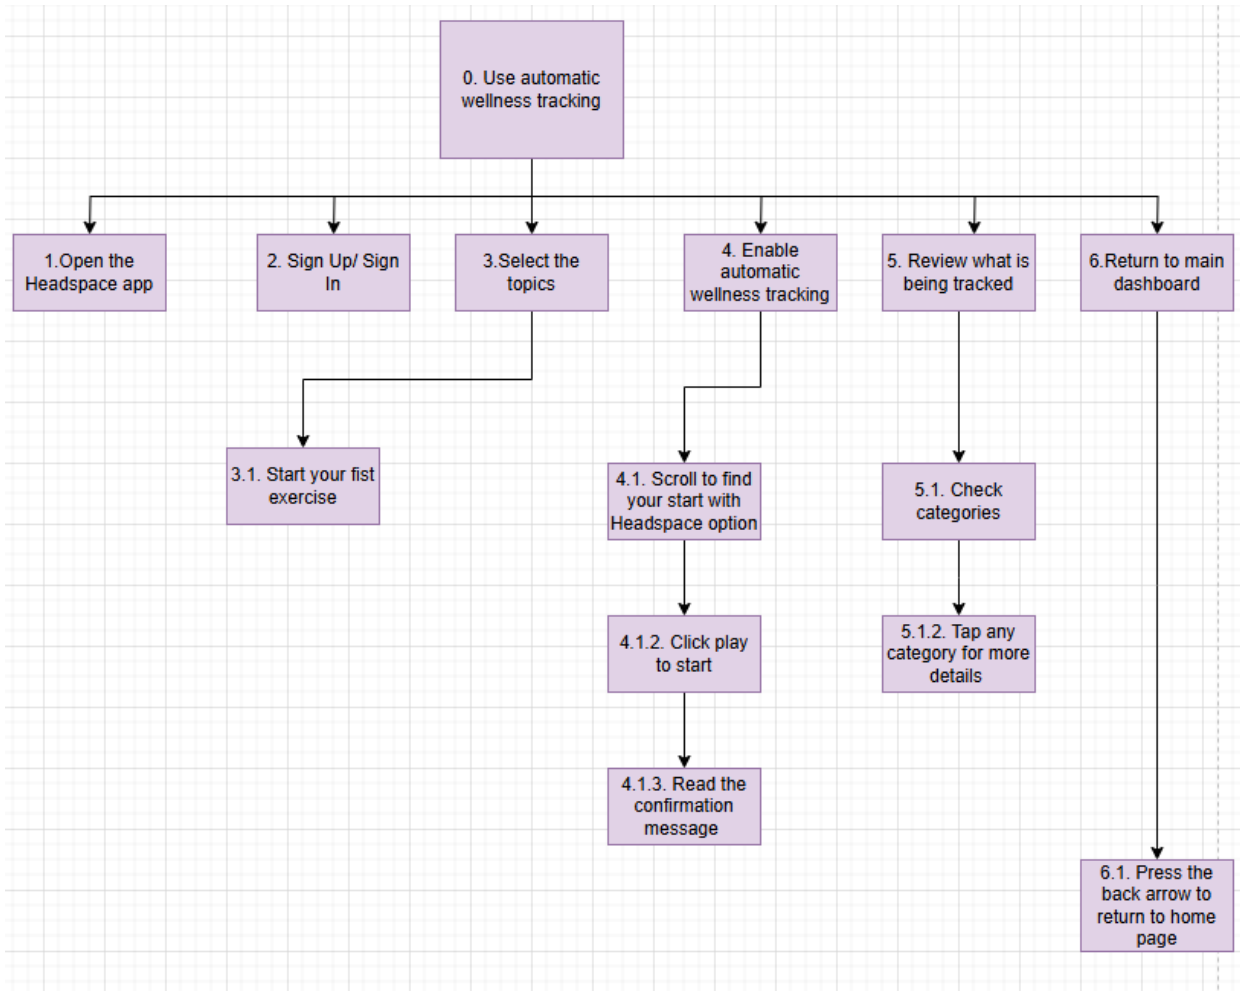 0. Use automatic
wellness tracking
1.Open the
Headspace app
2. Sign Up/ Sign
In
3.Select the
topics
4. Enable
automatic
wellness tracking
5. Review what is
being tracked
6.Return to main
dashboard
3.1. Start your fist
exercise
4.1. Scroll to find
your start with
Headspace option
5.1. Check
categories
4.1.2. Click play
to start
5.1.2. Tap any
category for more
details
4.1.3. Read the
confirmation
message
6.1. Press the
back arrow to
return to home
page